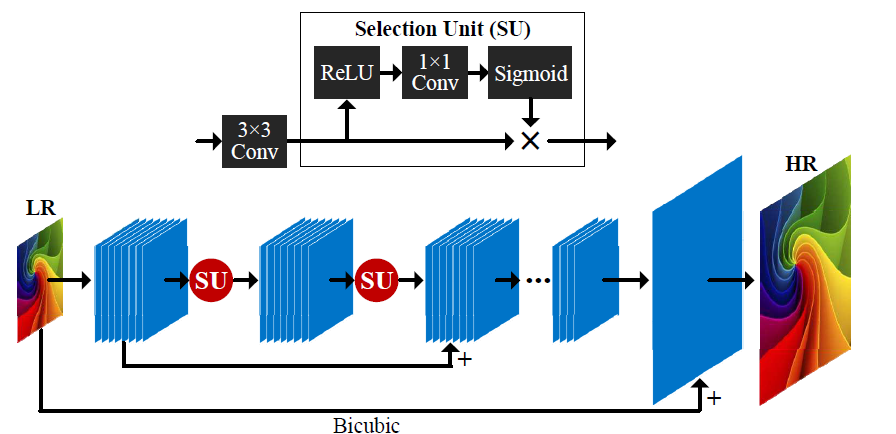 Selection Unit (SU)
ReLU
1×1
Conv
Sigmoid
3×3
Conv
×
HR
LR
SU
SU
...
+
+
Bicubic